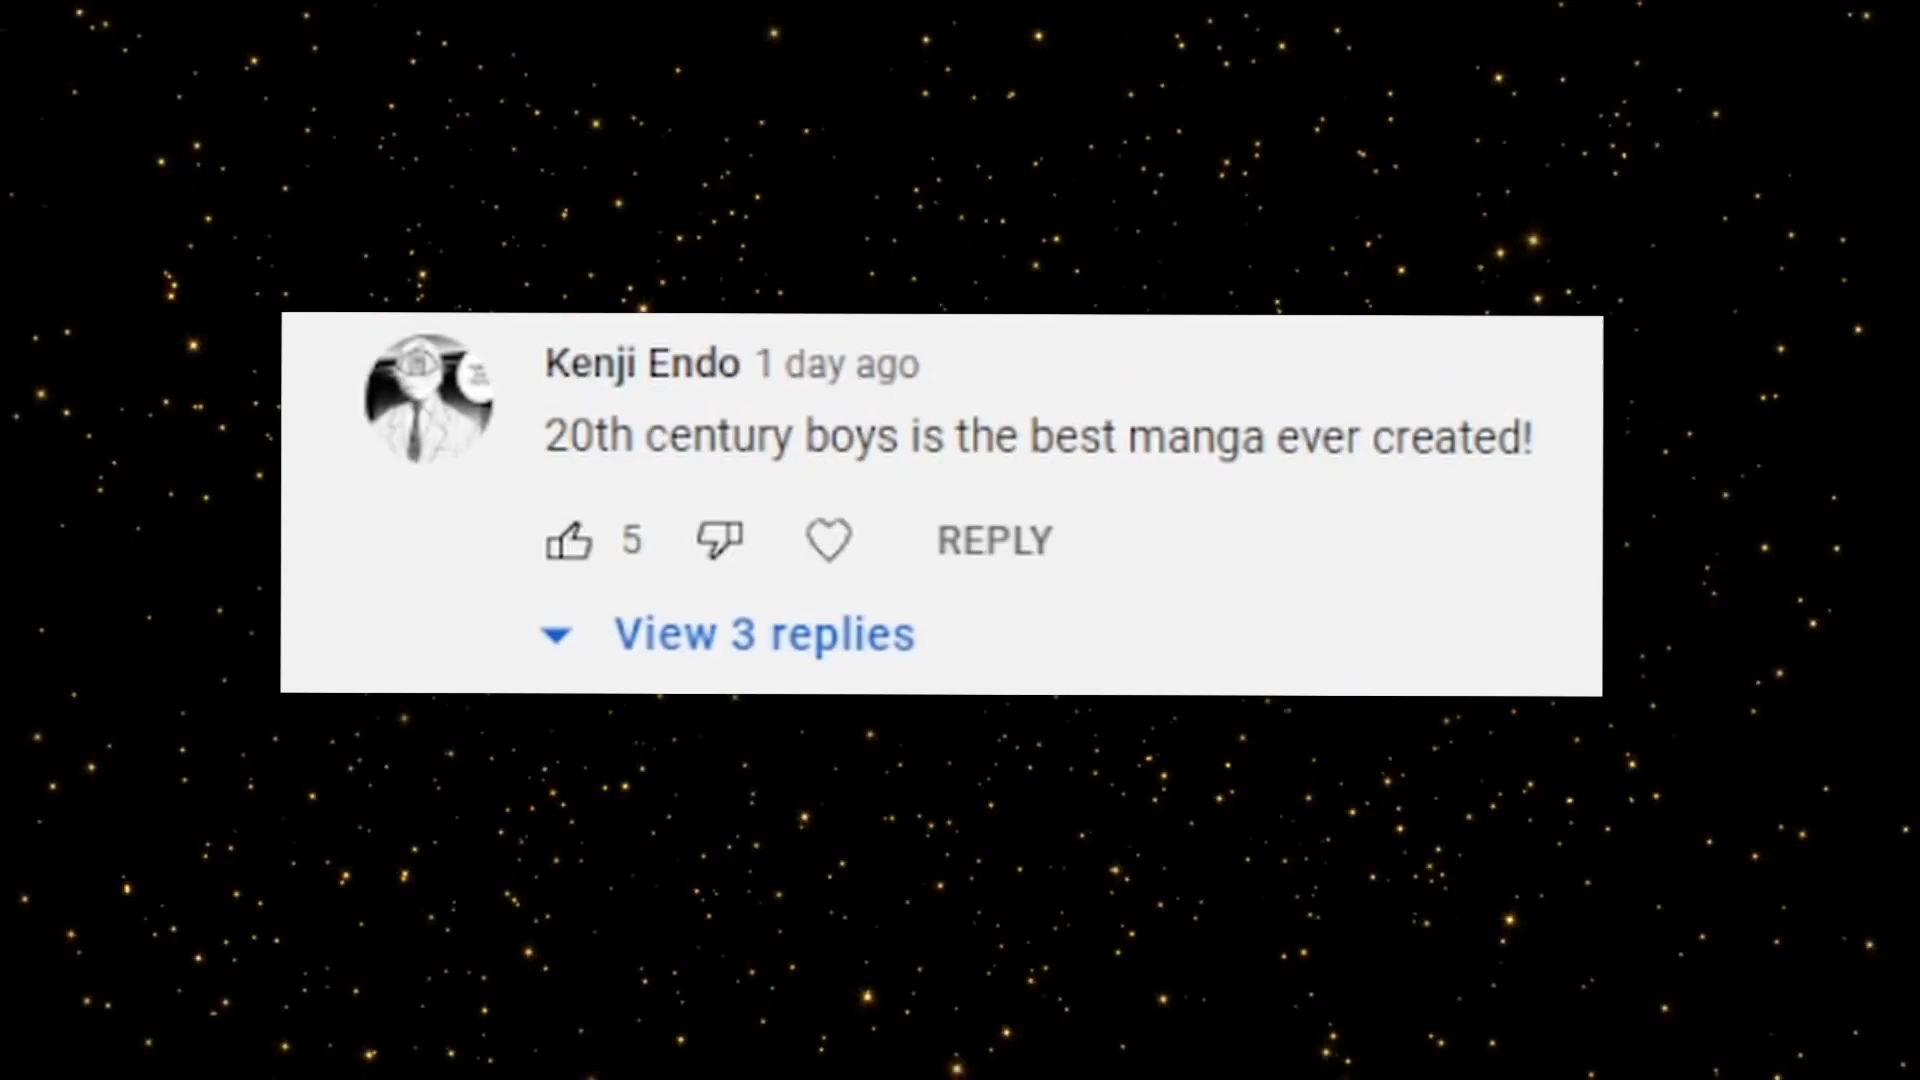 Kenji Endo 1 day ago
20th century boys is the best manga ever created!
5 REPLY
View 3 replies